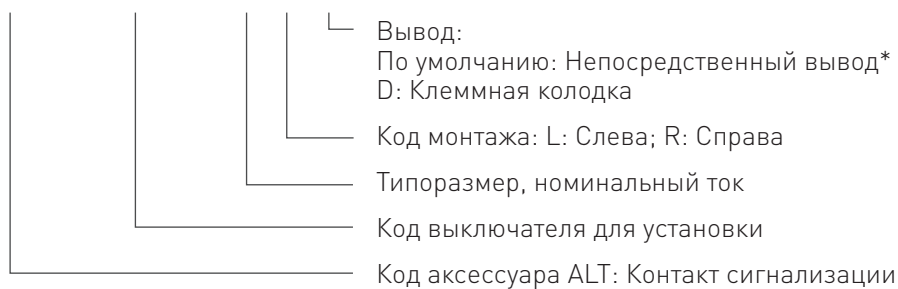 Вывод:
По умолчанию: Непосредственный вывод*
D: Клеммная колодка
Код монтажа: L: Слева; R: Справа
Типоразмер, номинальный ток
Код выключателя для установки
Код аксессуара ALT: Контакт сигнализации